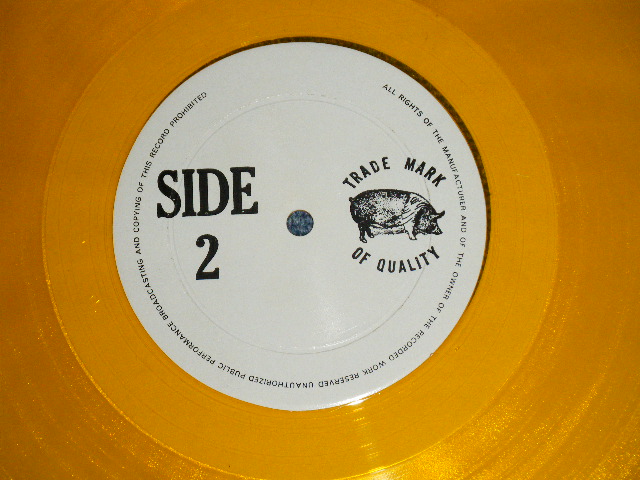 SIDE
2
TRADE MARK
OF QUALITY
ALL RIGHTS OF THE MANUFACTURER AND OF THE OWNER OF THE RECORDED WORK RESERVED UNAUTHORIZED PUBLIC PERFORMANCE BROADCASTING AND COPYING OF THIS RECORD PROHIBITED